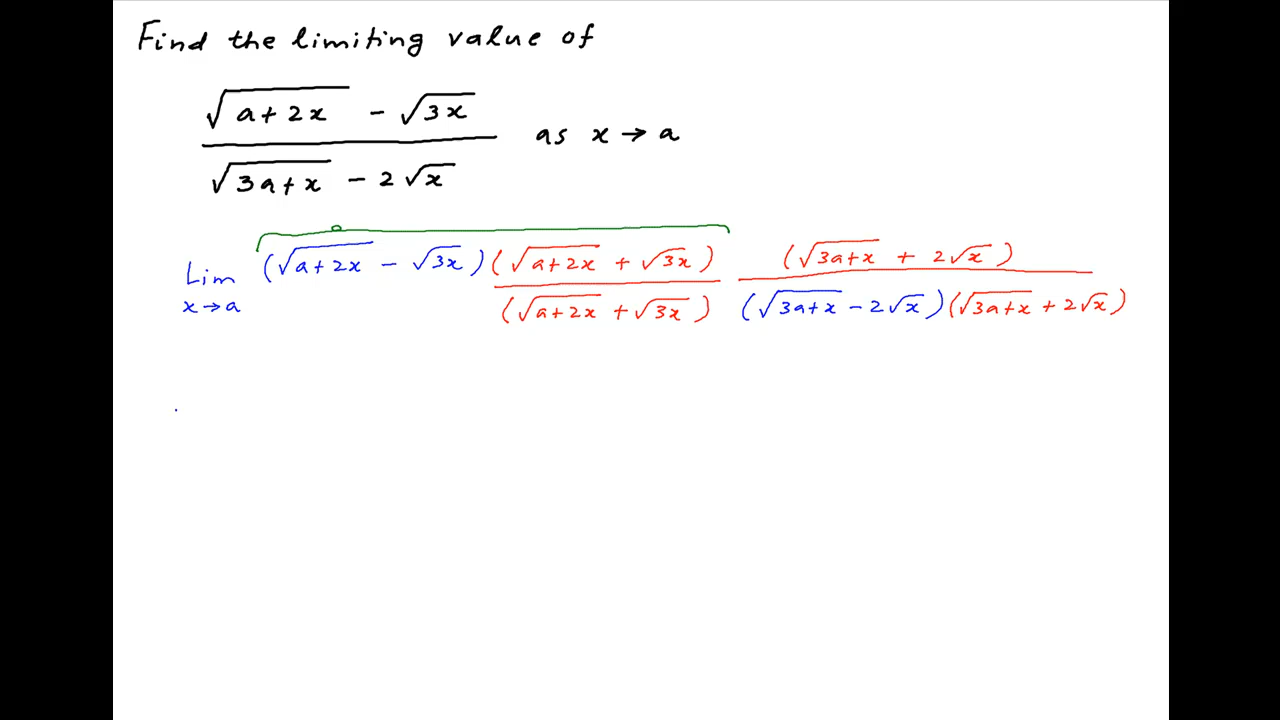 Find the limiting value of
(√(a+2x) - √(3x)) / (√(3a+x) - 2√x) as x → a
Lim x→a (√(a+2x) - √(3x)) (√(a+2x) + √(3x)) / (√(a+2x) + √(3x)) (√(3a+x) + 2√x) / (√(3a+x) - 2√x)(√(3a+x) + 2√x)